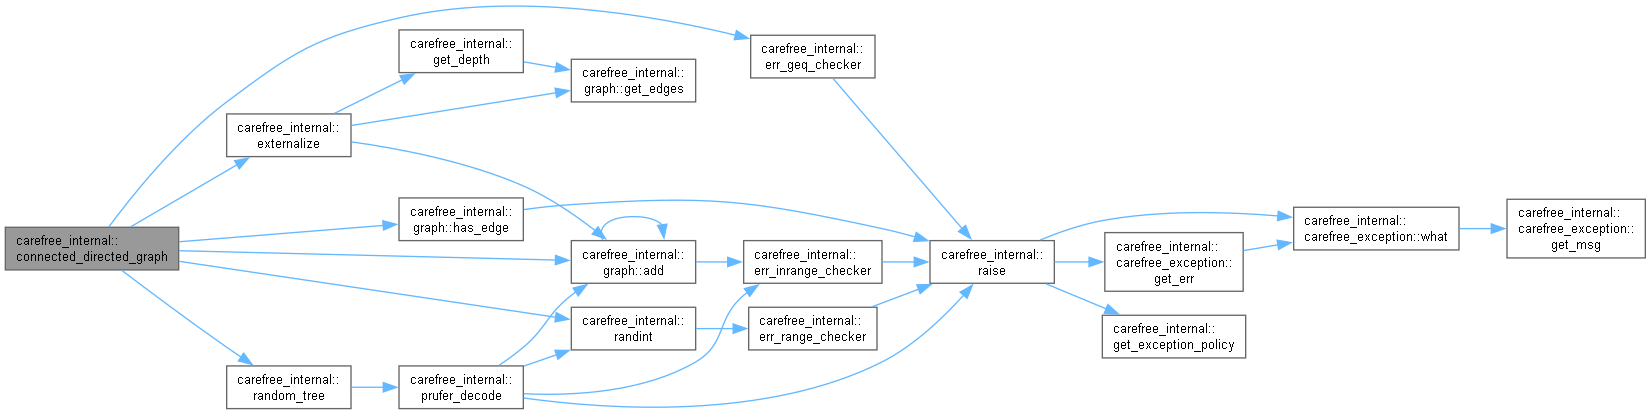 carefree_internal::
connected_directed_graph
carefree_internal::
externalize
carefree_internal::
random_tree
carefree_internal::
get_depth
carefree_internal::
graph::has_edge
carefree_internal::
prufer_decode
carefree_internal::
graph::get_edges
carefree_internal::
graph::add
carefree_internal::
randint
carefree_internal::
err_geq_checker
carefree_internal::
err_inrange_checker
carefree_internal::
err_range_checker
carefree_internal::
raise
carefree_internal::
carefree_exception::
get_err
carefree_internal::
get_exception_policy
carefree_internal::
carefree_exception::what
carefree_internal::
carefree_exception::
get_msg